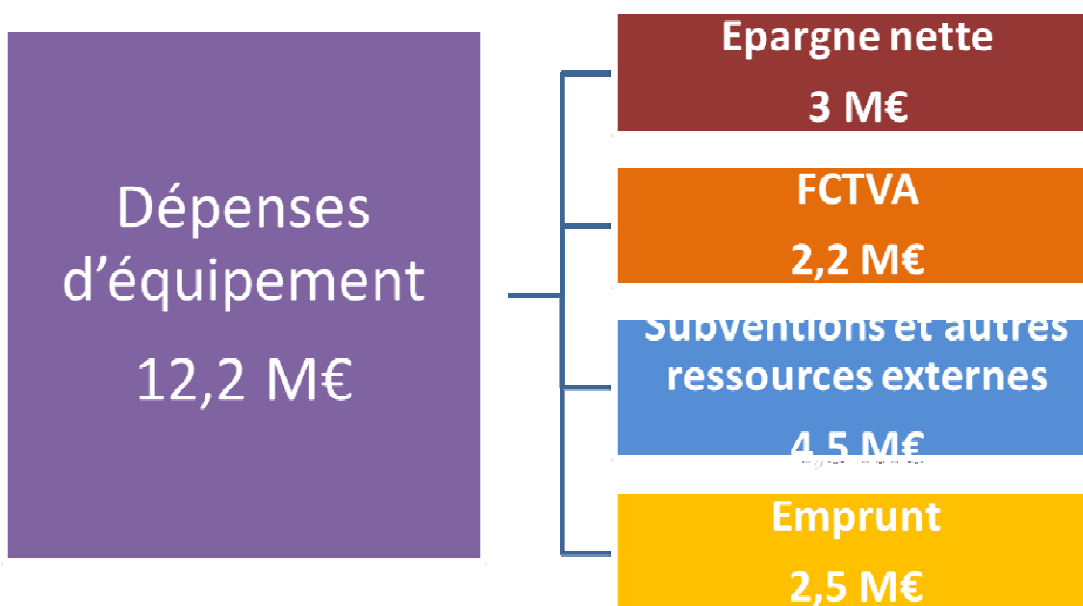 Dépenses
d’équipement
12,2 M€
Epargne nette
3 M€
FCTVA
2,2 M€
Subventions et autres
ressources externes
4,5 M€
Emprunt
2,5 M€